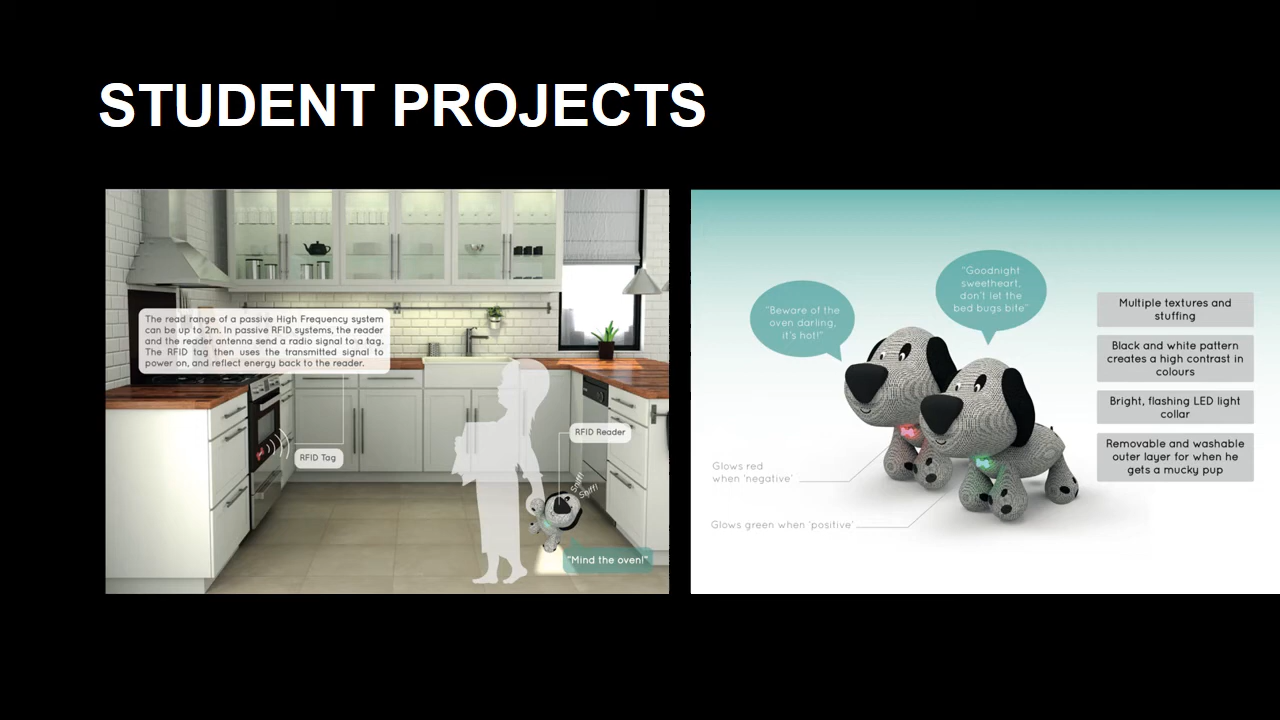 STUDENT PROJECTS
The read range of a passive High Frequency system
can be up to 2m. In passive RFID systems, the reader
and the reader antenna send a radio signal to a tag.
The RFID tag then uses the transmitted signal to
power on, and reflect energy back to the reader.
RFID Tag
RFID Reader
Sniff!
Sniff!
"Mind the oven!"
"Beware of the
oven darling,
it's hot!"
"Goodnight
sweetheart,
don't let the
bed bugs bite"
Glows red
when 'negative'
Glows green when 'positive'
Multiple textures and
stuffing
Black and white pattern
creates a high contrast in
colours
Bright, flashing LED light
collar
Removable and washable
outer layer for when he
gets a mucky pup